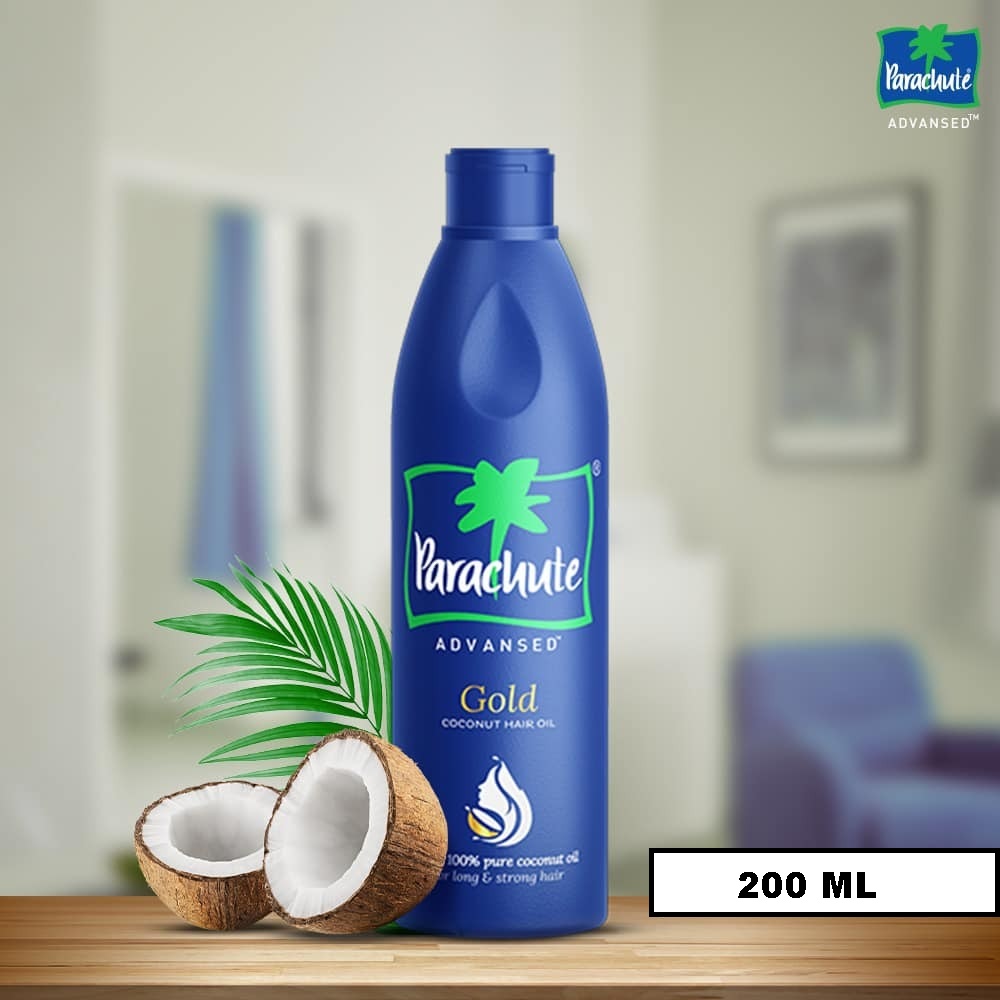 Parachute®
ADVANSED™
Parachute®
ADVANSED™
Gold
COCONUT HAIR OIL
100% pure coconut oil
long & strong hair
200 ML